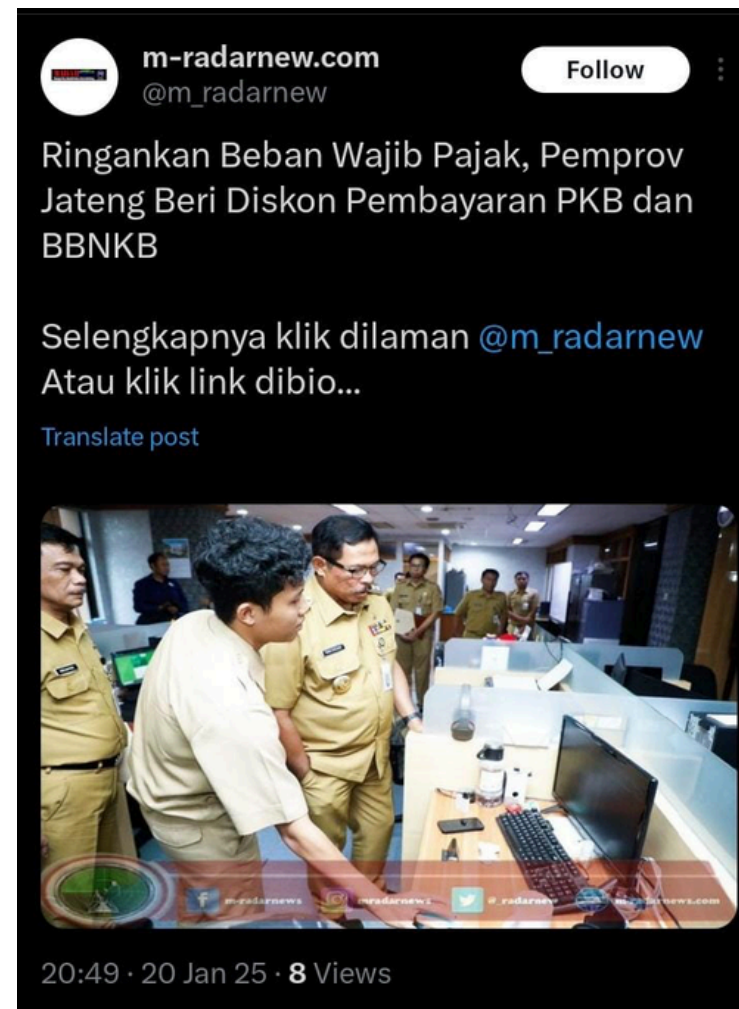 m-radarnew.com
Follow
@m_radarnew
Ringankan Beban Wajib Pajak, Pemprov
Jateng Beri Diskon Pembayaran PKB dan
BBNKB
Selengkapnya klik dilaman @m_radarnew
Atau klik link dibio...
Translate post
m-radarnews
mradarnews
20:49 · 20 Jan 25 · 8 Views